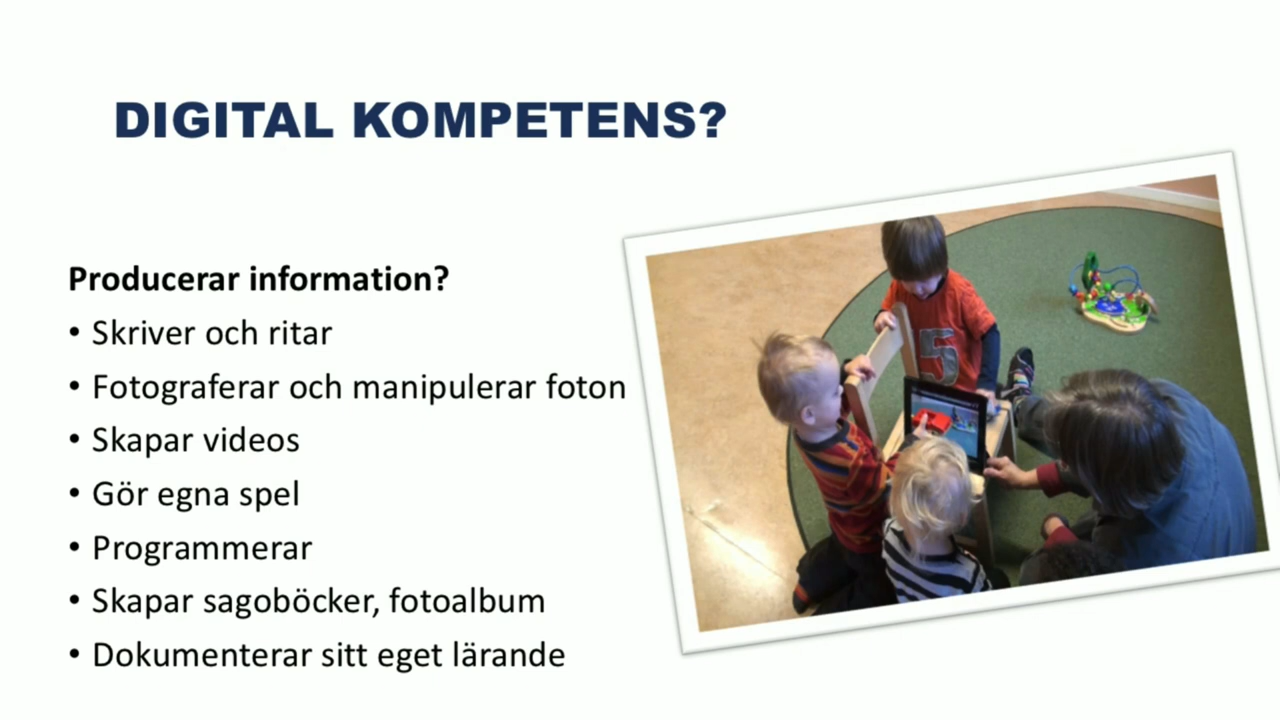 DIGITAL KOMPETENS?
Producerar information?
• Skriver och ritar
• Fotograferar och manipulerar foton
• Skapar videos
• Gör egna spel
• Programmerar
• Skapar sagoböcker, fotoalbum
• Dokumenterar sitt eget lärande
5